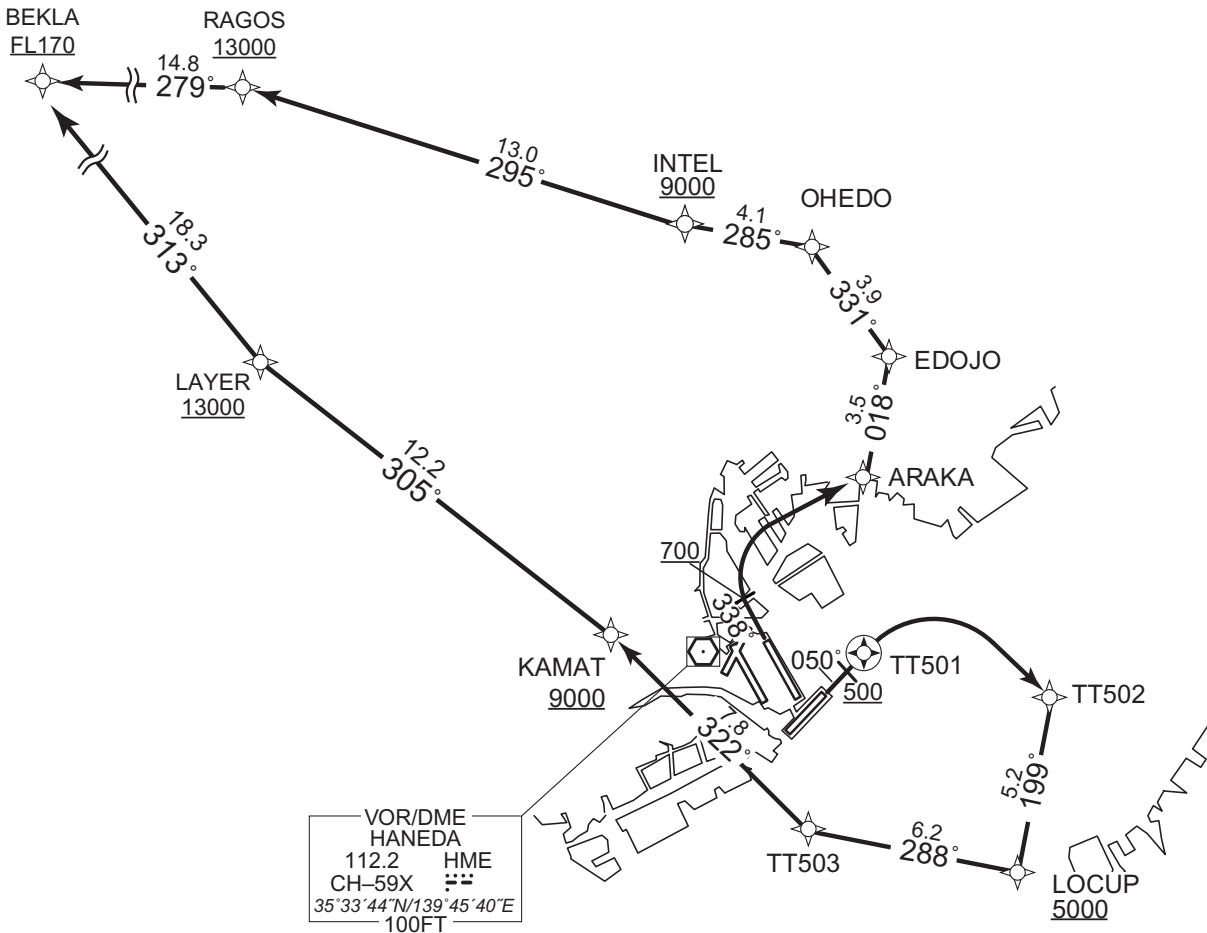 BEKLA
FL170
RAGOS
13000
14.8
279°
13.0
295°
INTEL
9000
4.1
285°
OHEDO
3.9
331°
EDOJO
3.5
018°
ARAKA
18.3
313°
LAYER
13000
12.2
305°
700
338°
KAMAT
9000
050°
500
TT501
TT502
7.8
322°
5.2
199°
TT503
6.2
288°
LOCUP
5000
VOR/DME
HANEDA
112.2 HME
CH–59X
35°33´44˝N/139°45´40˝E
100FT